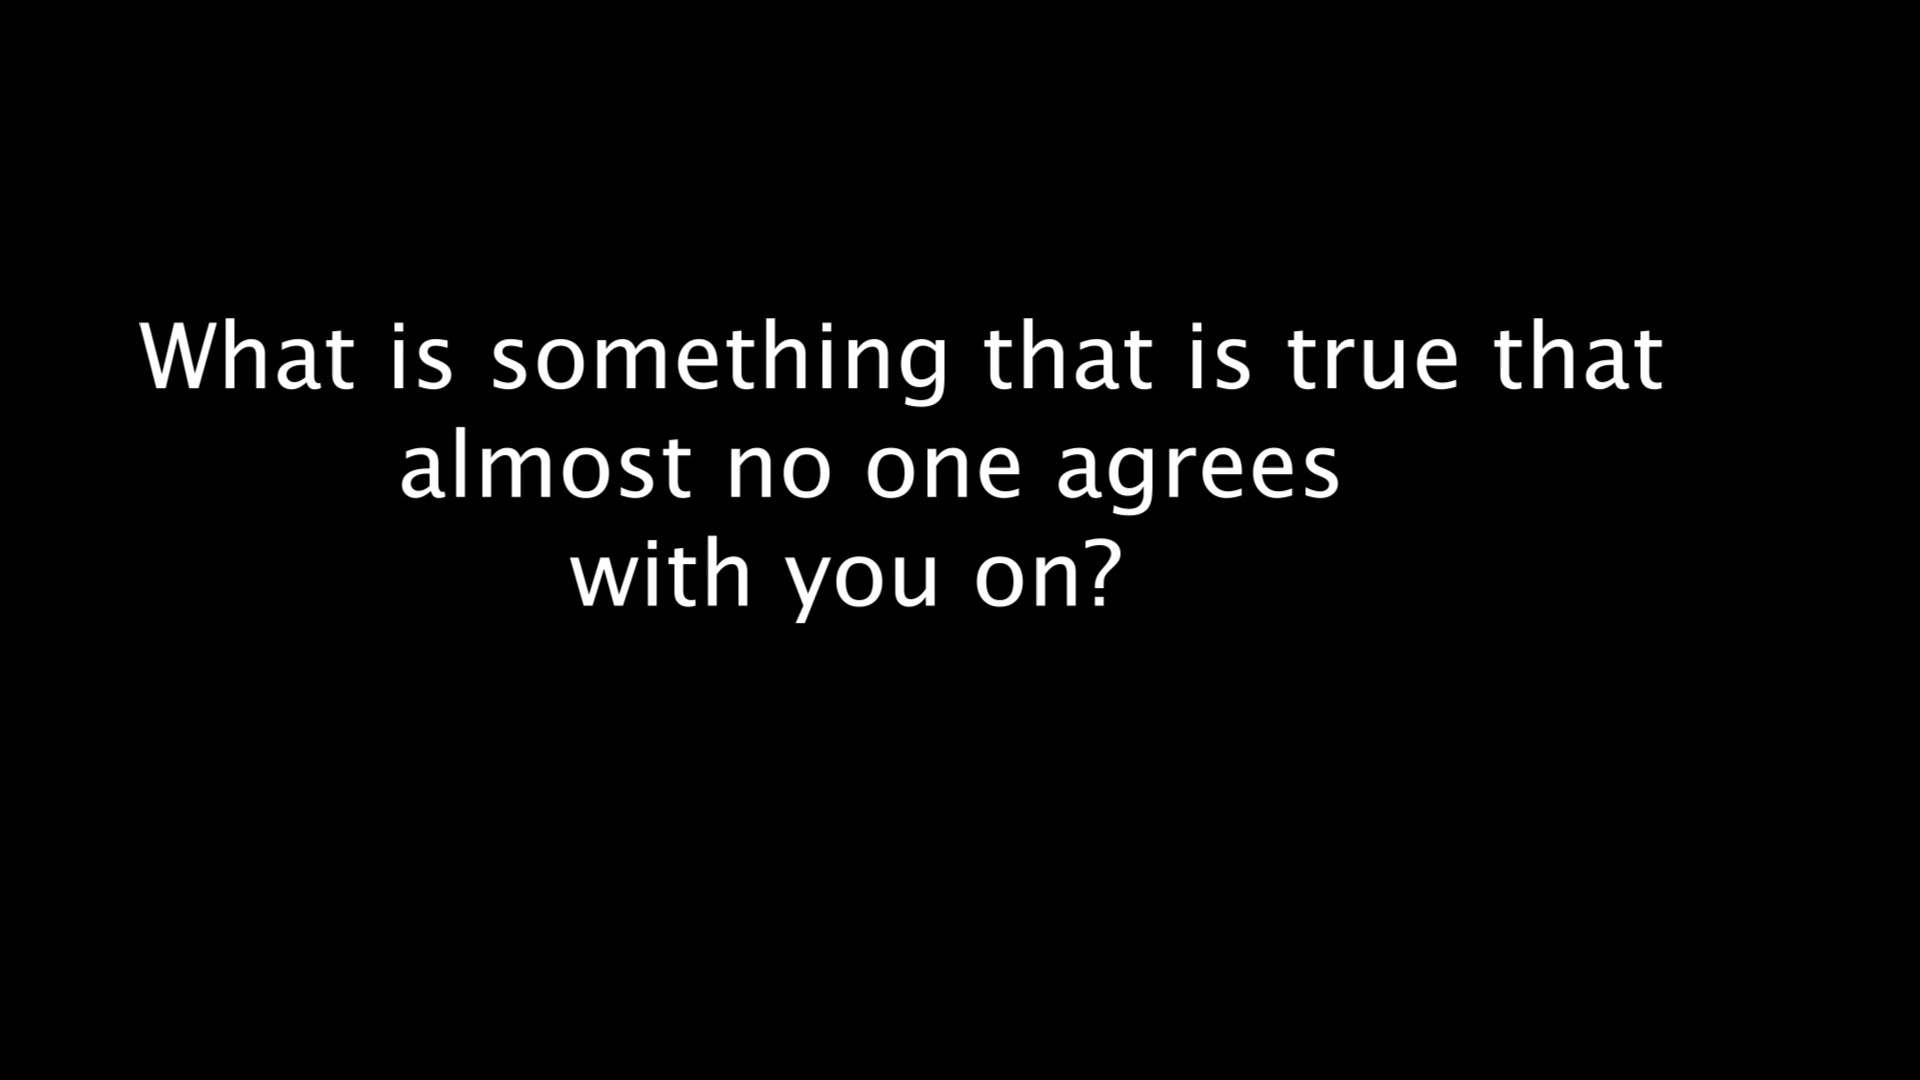 What is something that is true that
almost no one agrees
with you on?